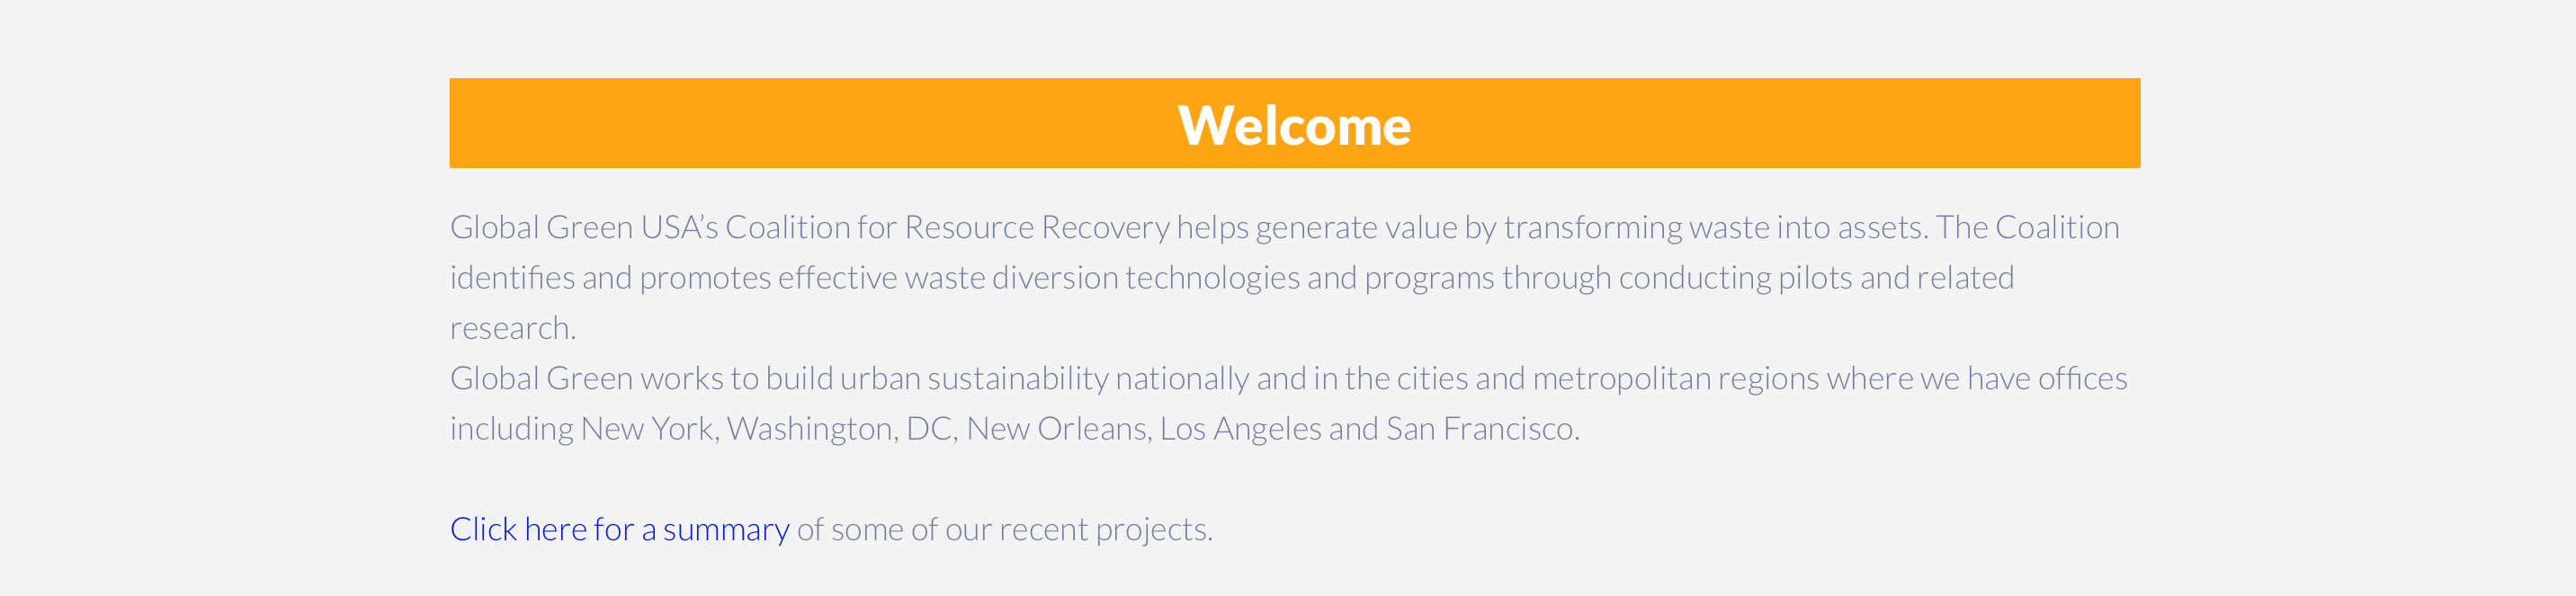 Welcome
Global Green USA’s Coalition for Resource Recovery helps generate value by transforming waste into assets. The Coalition
identifies and promotes effective waste diversion technologies and programs through conducting pilots and related
research.
Global Green works to build urban sustainability nationally and in the cities and metropolitan regions where we have offices
including New York, Washington, DC, New Orleans, Los Angeles and San Francisco.
Click here for a summary of some of our recent projects.